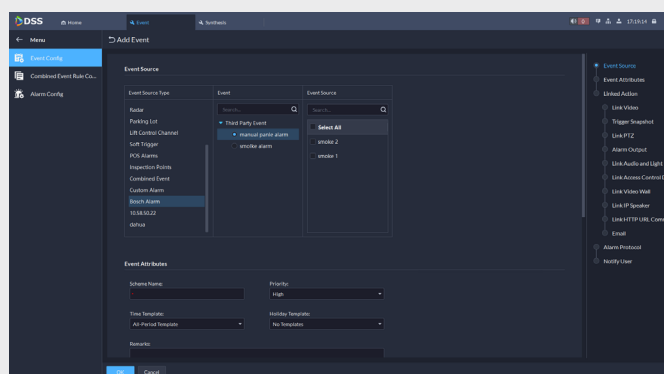 DSS
Home
Event
Synthesis
17:19:14
Menu
Add Event
Event Config
Combined Event Rule Co...
Alarm Config
Event Source
Event Source Type
Event
Event Source
Radar
Parking Lot
Lift Control Channel
Soft Trigger
POS Alarms
Inspection Points
Combined Event
Custom Alarm
Bosch Alarm
10.58.50.22
dahua
Search...
Third Party Event
manual panle alarm
smolke alarm
Search...
Select All
smoke 2
smoke 1
Event Attributes
Schema Name:
Priority:
High
Time Template:
All-Period Template
Holiday Template:
No Templates
Remarks:
OK
Cancel
Event Source
Event Attributes
Linked Action
Link Video
Trigger Snapshot
Link PTZ
Alarm Output
Link Audio and Light
Link Access Control D
Link Video Wall
Link IP Speaker
Link HTTP URL Com
Email
Alarm Protocol
Notify User